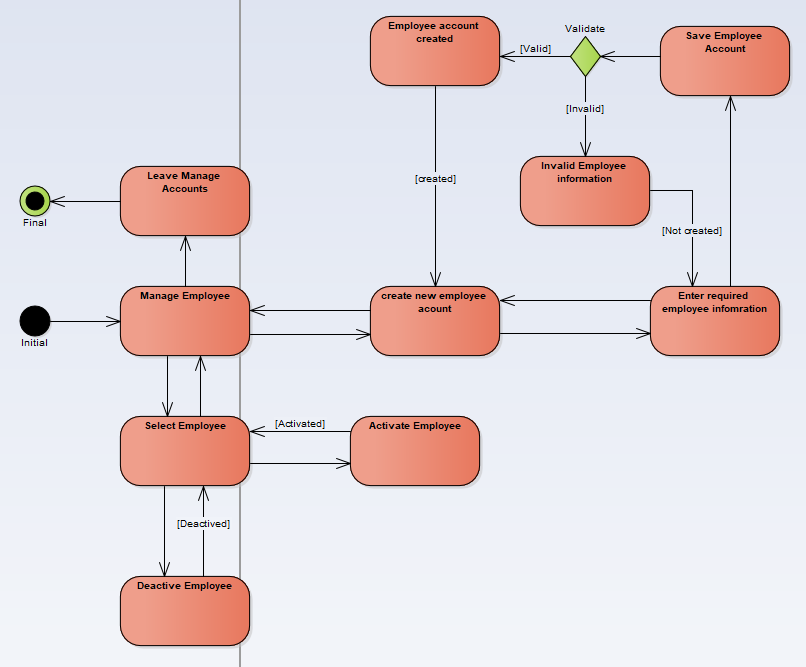 Employee account
created
Validate
Save Employee
Account
[Valid]
[Invalid]
Invalid Employee
information
Leave Manage
Accounts
[created]
Final
[Not created]
Manage Employee
create new employee
acount
Enter required
employee infomration
Initial
Select Employee
[Activated]
Activate Employee
[Deactived]
Deactive Employee